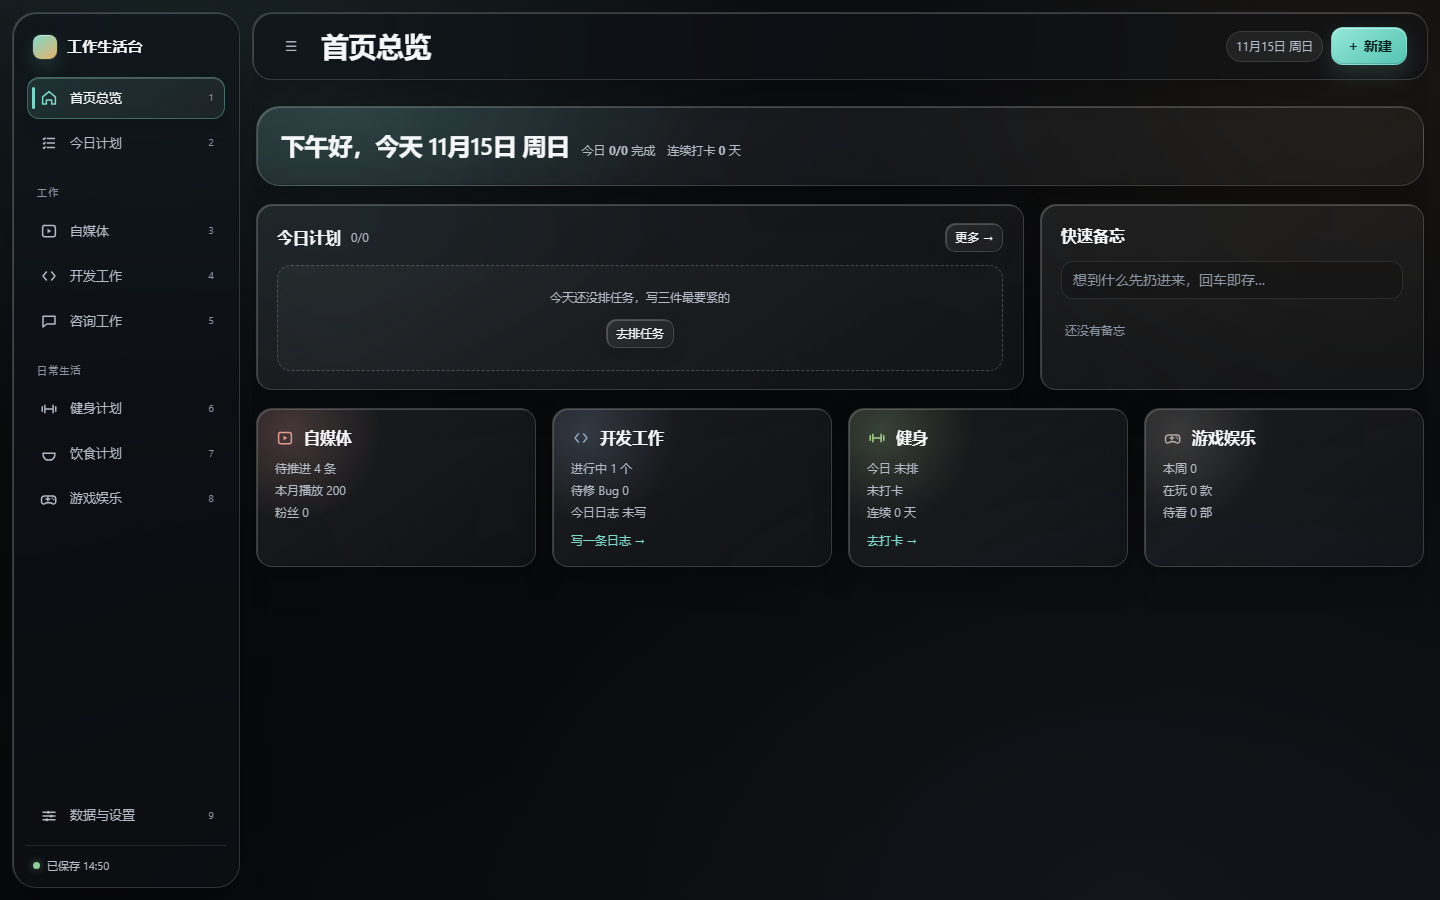 工作生活台
首页总览 1
今日计划 2
工作
自媒体 3
开发工作 4
咨询工作 5
日常生活
健身计划 6
饮食计划 7
游戏娱乐 8
数据与设置 9
已保存 14:50
首页总览
11月15日 周日
+ 新建
下午好，今天 11月15日 周日 今日 0/0 完成 连续打卡 0 天
今日计划 0/0
更多 →
今天还没排任务，写三件最要紧的
去排任务
快速备忘
想到什么先扔进来，回车即存...
还没有备忘
自媒体
待推进 4 条
本月播放 200
粉丝 0
开发工作
进行中 1 个
待修 Bug 0
今日日志 未写
写一条日志 →
健身
今日 未排
未打卡
连续 0 天
去打卡 →
游戏娱乐
本周 0
在玩 0 款
待看 0 部